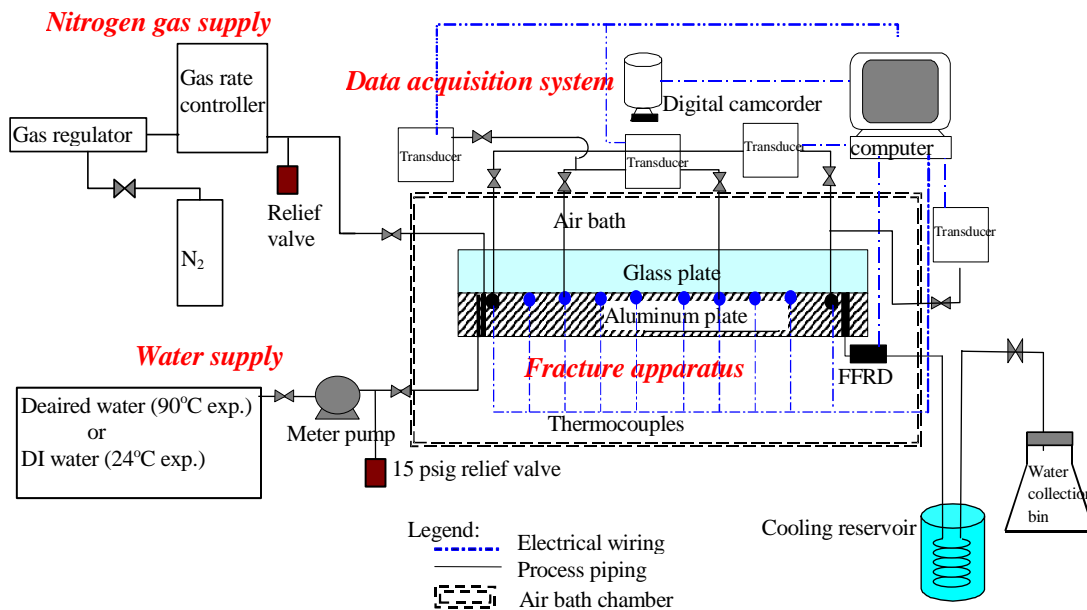 Nitrogen gas supply
Gas rate
controller
Gas regulator
Relief
valve
N2
Data acquisition system
Digital camcorder
computer
Transducer
Transducer
Transducer
Transducer
Air bath
Glass plate
Aluminum plate
Fracture apparatus
FFRD
Thermocouples
Water supply
Deaired water (90°C exp.)
or
DI water (24°C exp.)
Meter pump
15 psig relief valve
Cooling reservoir
Water
collection
bin
Legend:
Electrical wiring
Process piping
Air bath chamber